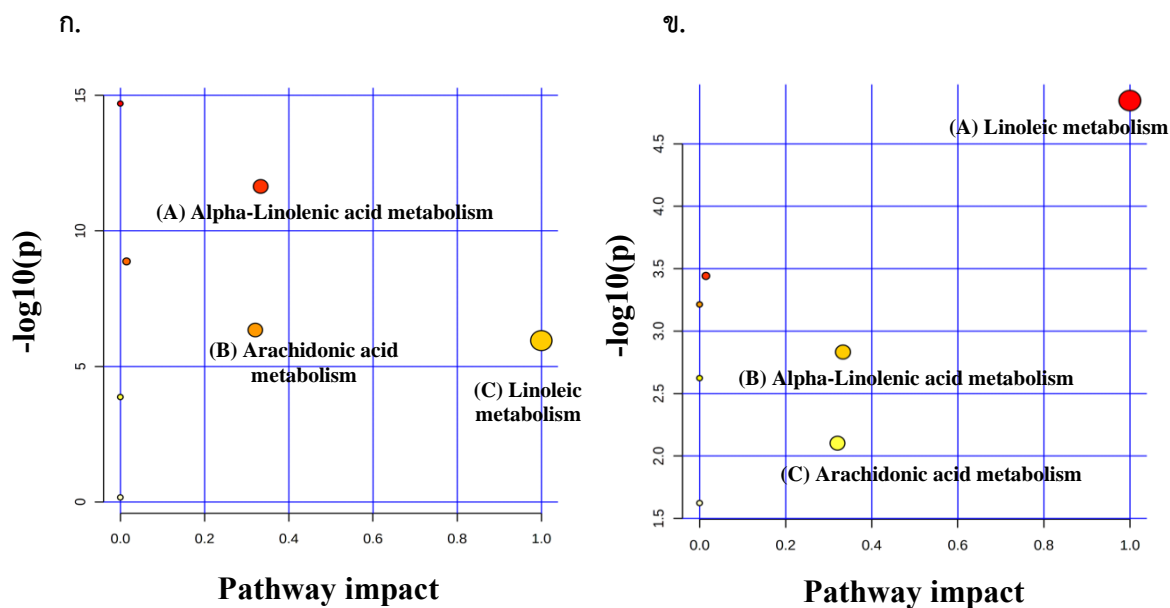 ก.
15
10
5
0
-log10(p)
(A) Alpha-Linolenic acid metabolism
(B) Arachidonic acid
metabolism
(C) Linoleic
metabolism
0.0 0.2 0.4 0.6 0.8 1.0
Pathway impact
ข.
4.5
4.0
3.5
3.0
2.5
2.0
1.5
-log10(p)
(A) Linoleic metabolism
(B) Alpha-Linolenic acid metabolism
(C) Arachidonic acid metabolism
0.0 0.2 0.4 0.6 0.8 1.0
Pathway impact